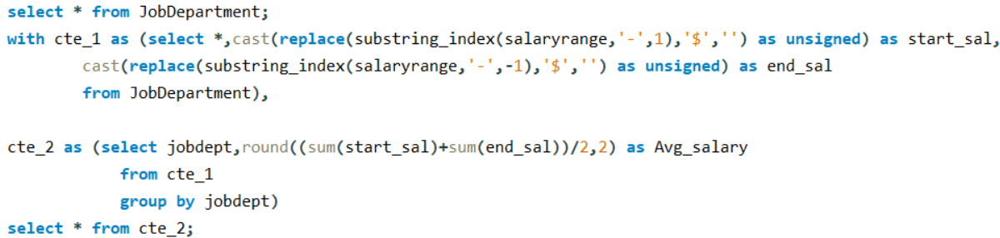 select * from JobDepartment;
with cte_1 as (select *,cast(replace(substring_index(salaryrange,'-',1),'$','') as unsigned) as start_sal,
cast(replace(substring_index(salaryrange,'-',-1),'$','') as unsigned) as end_sal
from JobDepartment),
cte_2 as (select jobdept,round((sum(start_sal)+sum(end_sal))/2,2) as Avg_salary
from cte_1
group by jobdept)
select * from cte_2;